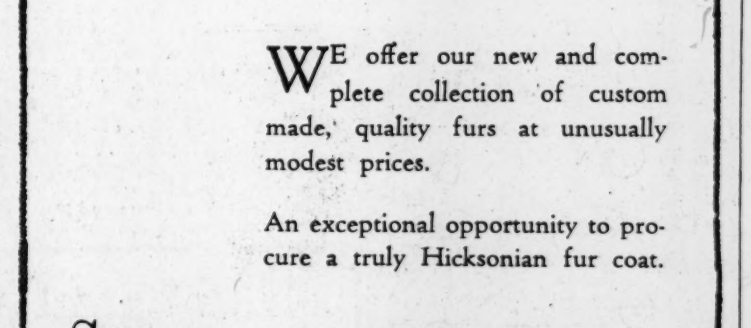 WE offer our new and com-
plete collection of custom
made, quality furs at unusually
modest prices.
An exceptional opportunity to pro-
cure a truly Hicksonian fur coat.